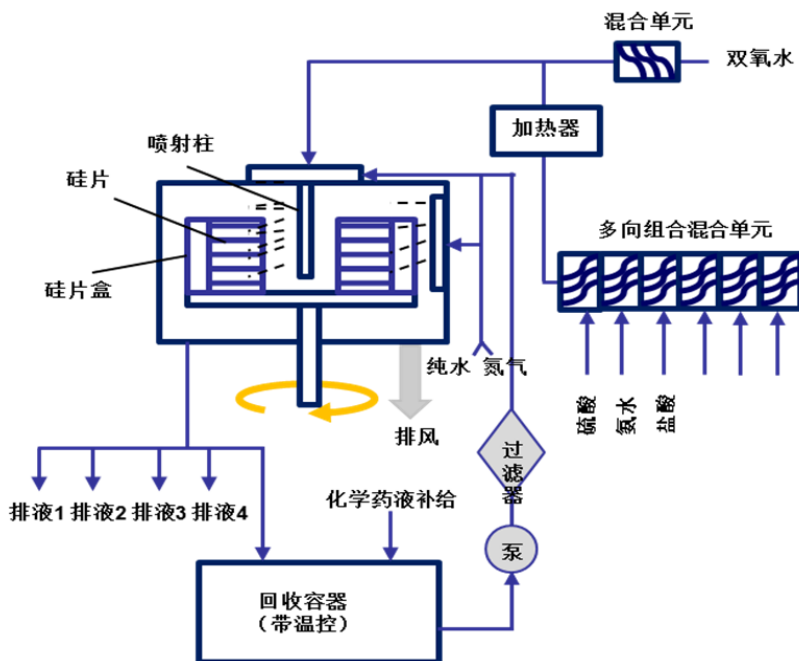 混合单元
双氧水
加热器
喷射柱
硅片
硅片盒
多向组合混合单元
纯水
氮气
硫酸
氨水
盐酸
排风
过滤器
排液1
排液2
排液3
排液4
化学药液补给
泵
回收容器
（带温控）